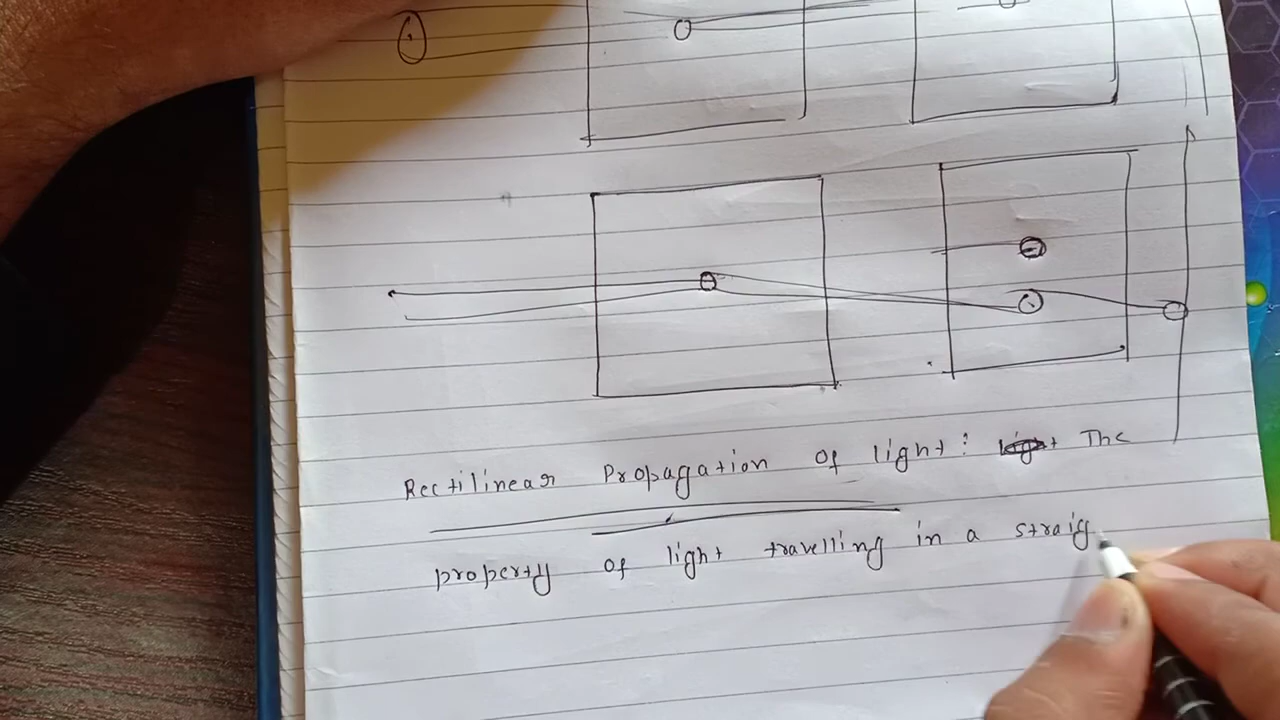 Rectilinear Propagation of light : The
property of light travelling in a straig